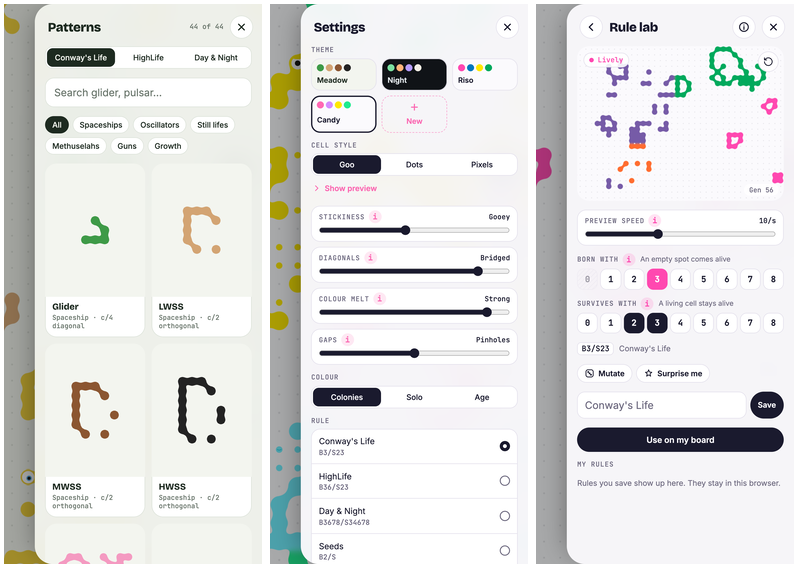 Patterns
44 of 44
Conway's Life
HighLife
Day & Night
Search glider, pulsar...
All
Spaceships
Oscillators
Still lifes
Methuselahs
Guns
Growth
Glider
Spaceship · c/4
diagonal
LWSS
Spaceship · c/2
orthogonal
MWSS
Spaceship · c/2
orthogonal
HWSS
Spaceship · c/2
orthogonal
Settings
THEME
Meadow
Night
Riso
Candy
+
New
CELL STYLE
Goo
Dots
Pixels
Show preview
STICKINESS i
Gooey
DIAGONALS i
Bridged
COLOUR MELT i
Strong
GAPS i
Pinholes
COLOUR
Colonies
Solo
Age
RULE
Conway's Life
B3/S23
HighLife
B36/S23
Day & Night
B3678/S34678
Seeds
B2/S
Rule lab
Lively
Gen 56
PREVIEW SPEED i
10/s
BORN WITH i An empty spot comes alive
0 1 2 3 4 5 6 7 8
SURVIVES WITH i A living cell stays alive
0 1 2 3 4 5 6 7 8
B3/S23 Conway's Life
Mutate
Surprise me
Conway's Life
Save
Use on my board
MY RULES
Rules you save show up here. They stay in this browser.